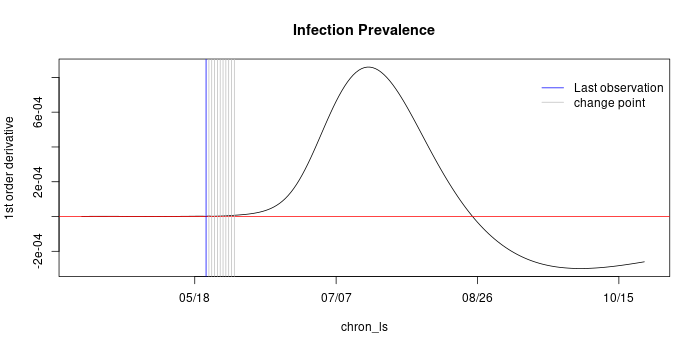 Infection Prevalence
1st order derivative
6e-04
2e-04
-2e-04
Last observation
change point
05/18
07/07
08/26
10/15
chron_ls